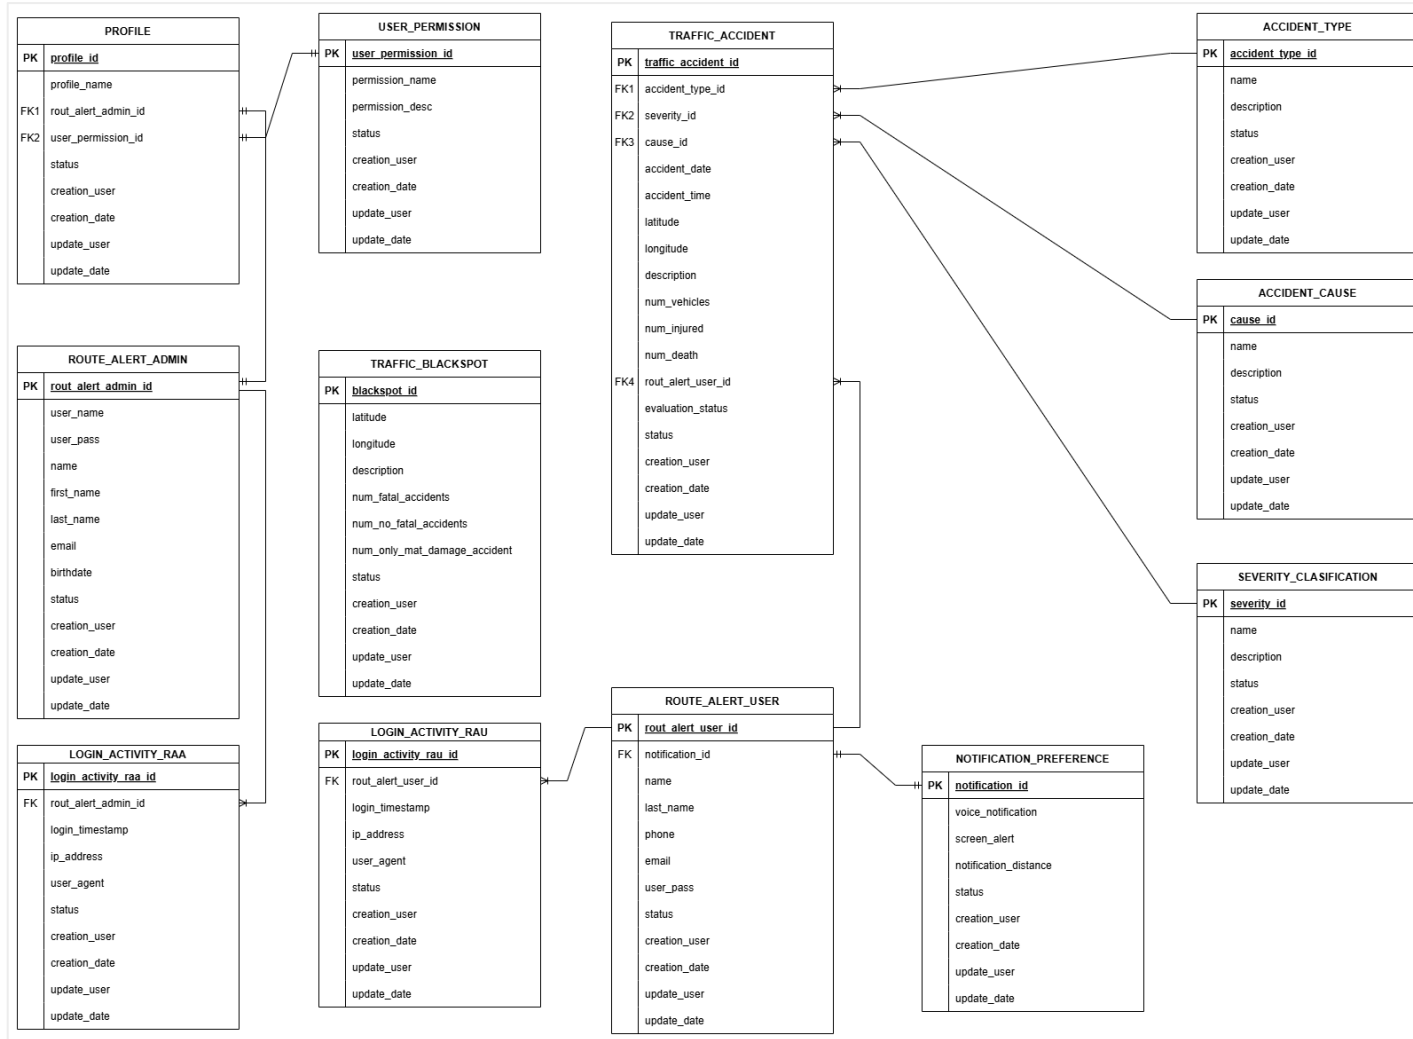 PROFILE
PK profile_id
profile_name
FK1 rout_alert_admin_id
FK2 user_permission_id
status
creation_user
creation_date
update_user
update_date
USER_PERMISSION
PK user_permission_id
permission_name
permission_desc
status
creation_user
creation_date
update_user
update_date
TRAFFIC_ACCIDENT
PK traffic_accident_id
FK1 accident_type_id
FK2 severity_id
FK3 cause_id
accident_date
accident_time
latitude
longitude
description
num_vehicles
num_injured
num_death
FK4 rout_alert_user_id
evaluation_status
status
creation_user
creation_date
update_user
update_date
ACCIDENT_TYPE
PK accident_type_id
name
description
status
creation_user
creation_date
update_user
update_date
ACCIDENT_CAUSE
PK cause_id
name
description
status
creation_user
creation_date
update_user
update_date
ROUTE_ALERT_ADMIN
PK rout_alert_admin_id
user_name
user_pass
name
first_name
last_name
email
birthdate
status
creation_user
creation_date
update_user
update_date
TRAFFIC_BLACKSPOT
PK blackspot_id
latitude
longitude
description
num_fatal_accidents
num_no_fatal_accidents
num_only_mat_damage_accident
status
creation_user
creation_date
update_user
update_date
SEVERITY_CLASIFICATION
PK severity_id
name
description
status
creation_user
creation_date
update_user
update_date
LOGIN_ACTIVITY_RAA
PK login_activity_raa_id
FK rout_alert_admin_id
login_timestamp
ip_address
user_agent
status
creation_user
creation_date
update_user
update_date
LOGIN_ACTIVITY_RAU
PK login_activity_rau_id
FK rout_alert_user_id
login_timestamp
ip_address
user_agent
status
creation_user
creation_date
update_user
update_date
ROUTE_ALERT_USER
PK rout_alert_user_id
FK notification_id
name
last_name
phone
email
user_pass
status
creation_user
creation_date
update_user
update_date
NOTIFICATION_PREFERENCE
PK notification_id
voice_notification
screen_alert
notification_distance
status
creation_user
creation_date
update_user
update_date